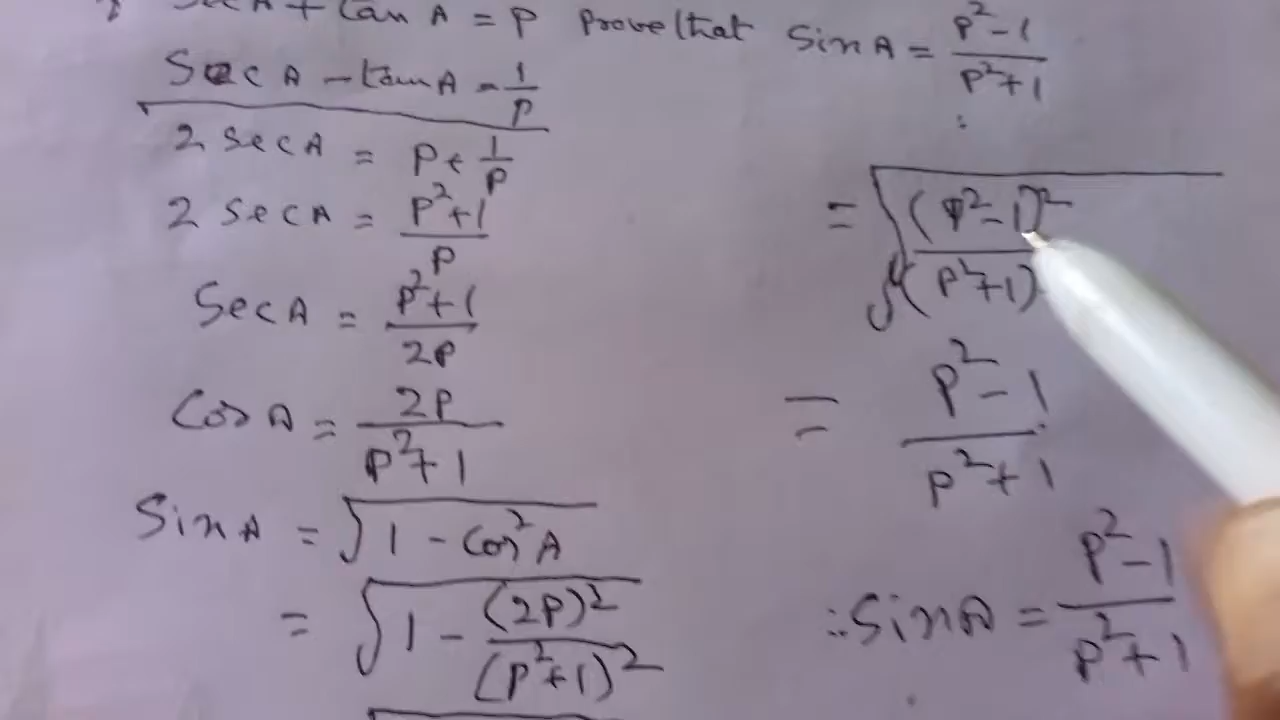 Sec A + tan A = P Prove that Sin A = P²-1/P²+1
Sec A - tan A = 1/P
2 Sec A = P + 1/P
2 Sec A = P²+1/P
Sec A = P²+1/2P
Cos A = 2P/P²+1
Sin A = √1 - Cos²A
= √1 - (2P)²/(P²+1)²
= √(P²-1)²/(P²+1)
= P²-1/P²+1
∴ Sin A = P²-1/P²+1